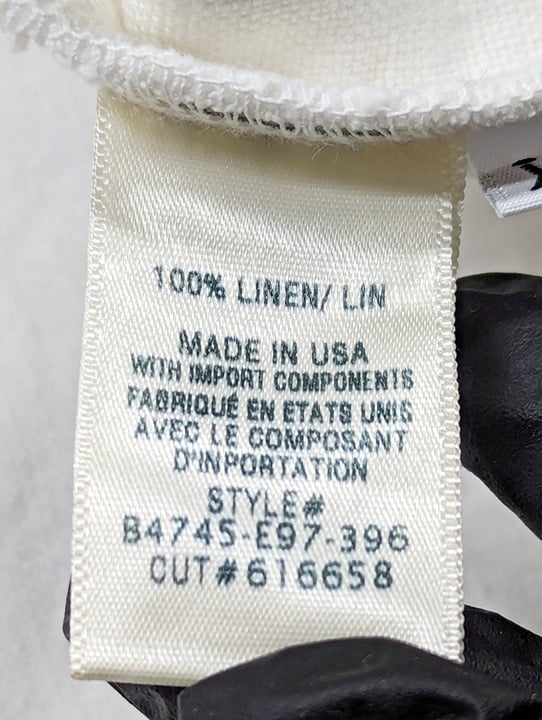 100% LINEN/ LIN
MADE IN USA
WITH IMPORT COMPONENTS
FABRIQUÉ EN ETATS UNIS
AVEC LE COMPOSANT
D'INPORTATION
STYLE#
B4745-E97-396
CUT#616658